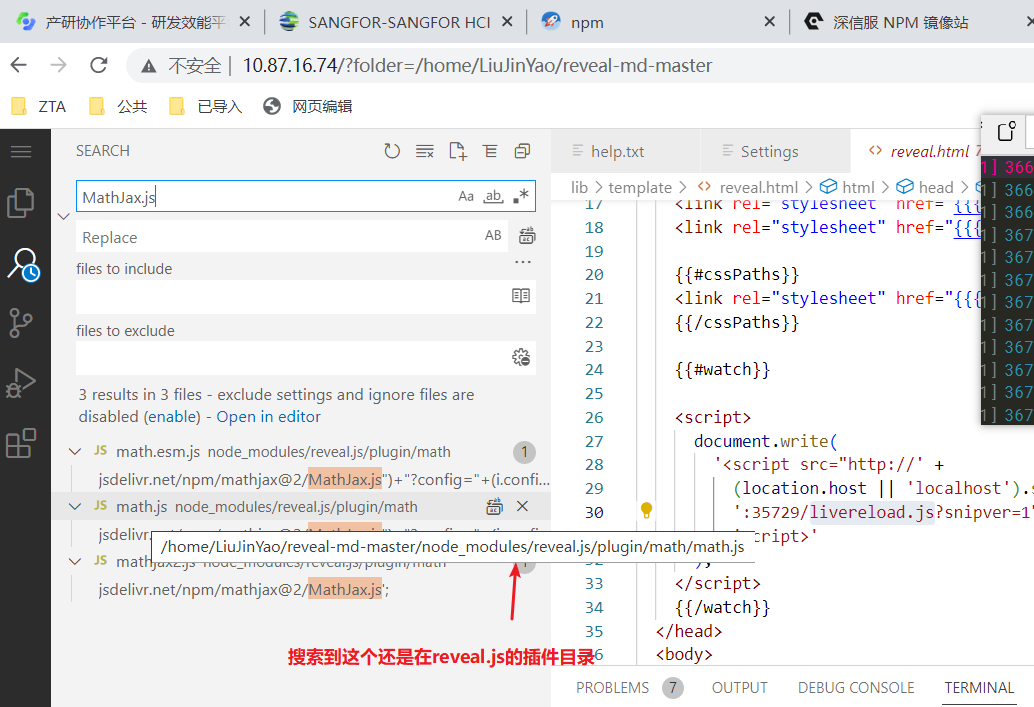 产研协作平台 - 研发效能平
SANGFOR-SANGFOR HCI
npm
深信服 NPM 镜像站
不安全 | 10.87.16.74/?folder=/home/LiuJinYao/reveal-md-master
ZTA 公共 已导入 网页编辑
SEARCH
MathJax.js
Aa ab .*
Replace
AB
files to include
...
files to exclude
3 results in 3 files - exclude settings and ignore files are
disabled (enable) - Open in editor
JS math.esm.js node_modules/reveal.js/plugin/math 1
jsdelivr.net/npm/mathjax@2/MathJax.js")+"?config="+(i.confi...
JS math.js node_modules/reveal.js/plugin/math
/home/LiuJinYao/reveal-md-master/node_modules/reveal.js/plugin/math/math.js
JS mathjax2.js node_modules/reveal.js/plugin/math 1
jsdelivr.net/npm/mathjax@2/MathJax.js';
搜索到这个还是在reveal.js的插件目录
help.txt
Settings
<> reveal.html 7
lib > template > <> reveal.html > html > head >
17 <link rel="stylesheet" href="{{{
18 <link rel="stylesheet" href="{{{
19
20 {{#cssPaths}}
21 <link rel="stylesheet" href="{{{
22 {{/cssPaths}}
23
24 {{#watch}}
25
26 <script>
27 document.write(
28 '<script src="http://' +
29 (location.host || 'localhost').s
30 ':35729/livereload.js?snipver=1"
cript>'
33 </script>
34 {{/watch}}
35 </head>
36 <body>
PROBLEMS 7 OUTPUT DEBUG CONSOLE TERMINAL
1] 366
1] 366
1] 366
1] 367
1] 367
1] 367
1] 367
1] 367
1] 367
1] 367
1] 367
1] 367